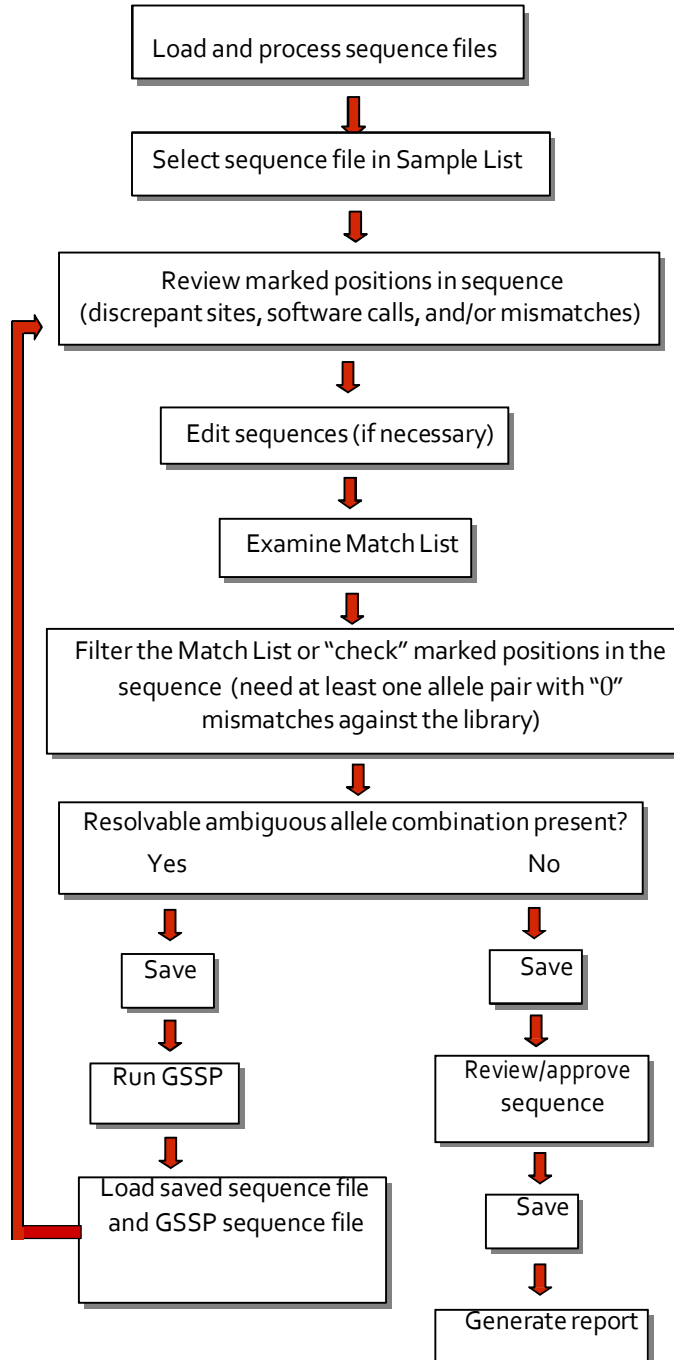 Load and process sequence files
Select sequence file in Sample List
Review marked positions in sequence
(discrepant sites, software calls, and/or mismatches)
Edit sequences (if necessary)
Examine Match List
Filter the Match List or “check” marked positions in the
sequence (need at least one allele pair with “0”
mismatches against the library)
Resolvable ambiguous allele combination present?
Yes No
Save
Run GSSP
Load saved sequence file
and GSSP sequence file
Save
Review/approve
sequence
Save
Generate report